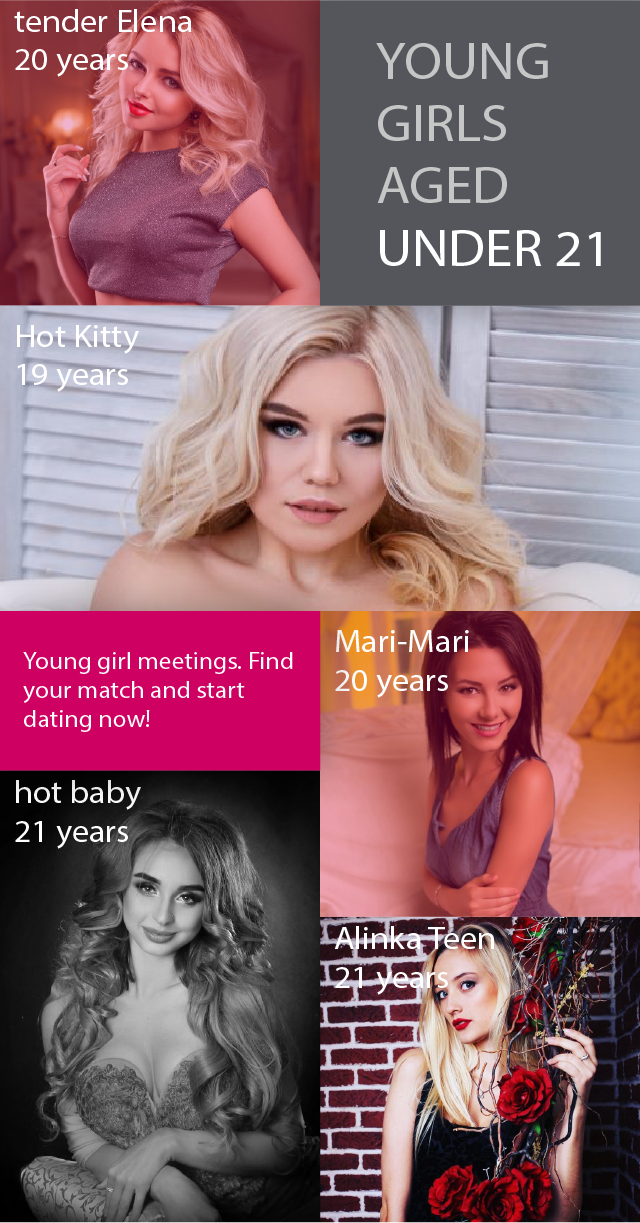 tender Elena
20 years
YOUNG
GIRLS
AGED
UNDER 21
Hot Kitty
19 years
Young girl meetings. Find
your match and start
dating now!
Mari-Mari
20 years
hot baby
21 years
Alinka Teen
21 years